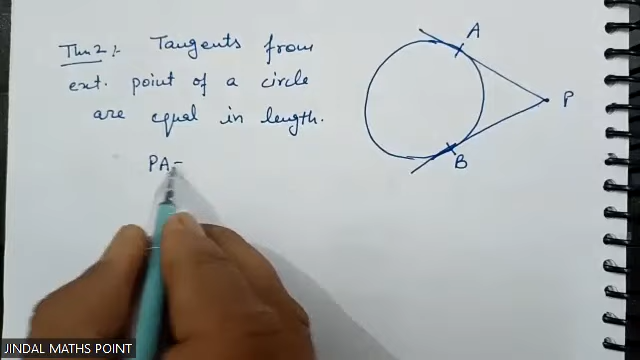 Thm 2:- Tangents from
ext. point of a circle
are equal in length.
PA=
A
P
B
JINDAL MATHS POINT